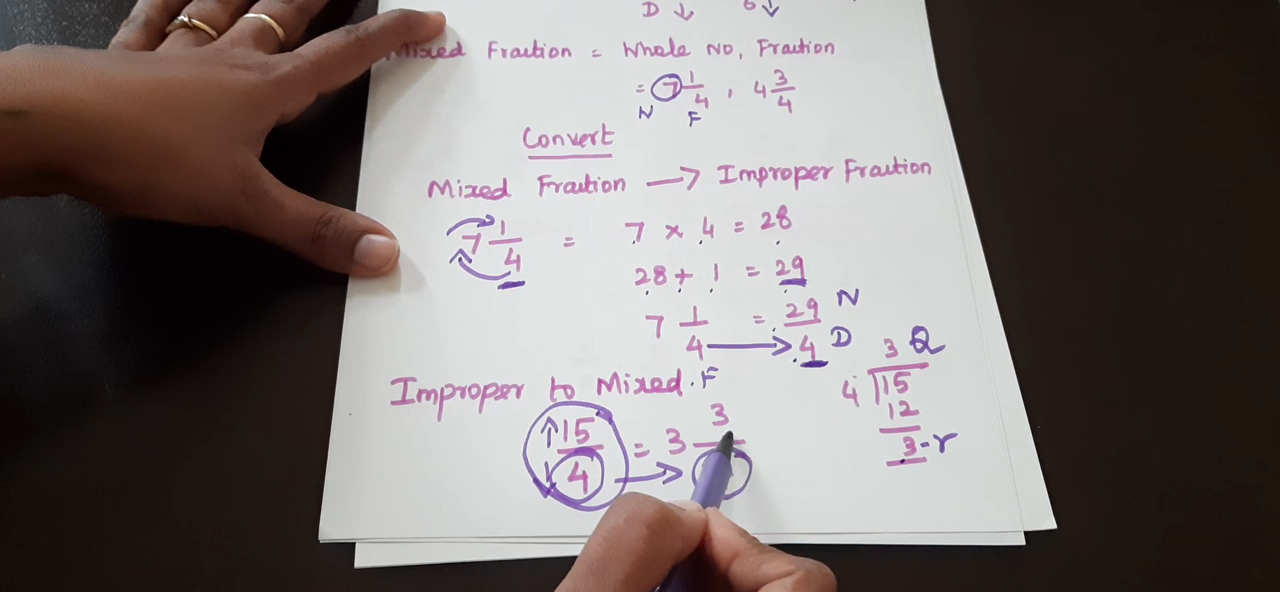 D ↓ ↓
Mixed Fraction = Whole No, Fraction
= 7 1/4 , 4 3/4
N F
Convert
Mixed Fraction → Improper Fraction
7 1/4 = 7 × 4 = 28
28 + 1 = 29
7 1/4 = 29/4 N D
Improper to Mixed. F
↑ 15/4 ↓ = 3 3/
3 Q
4 15
12
3 - r